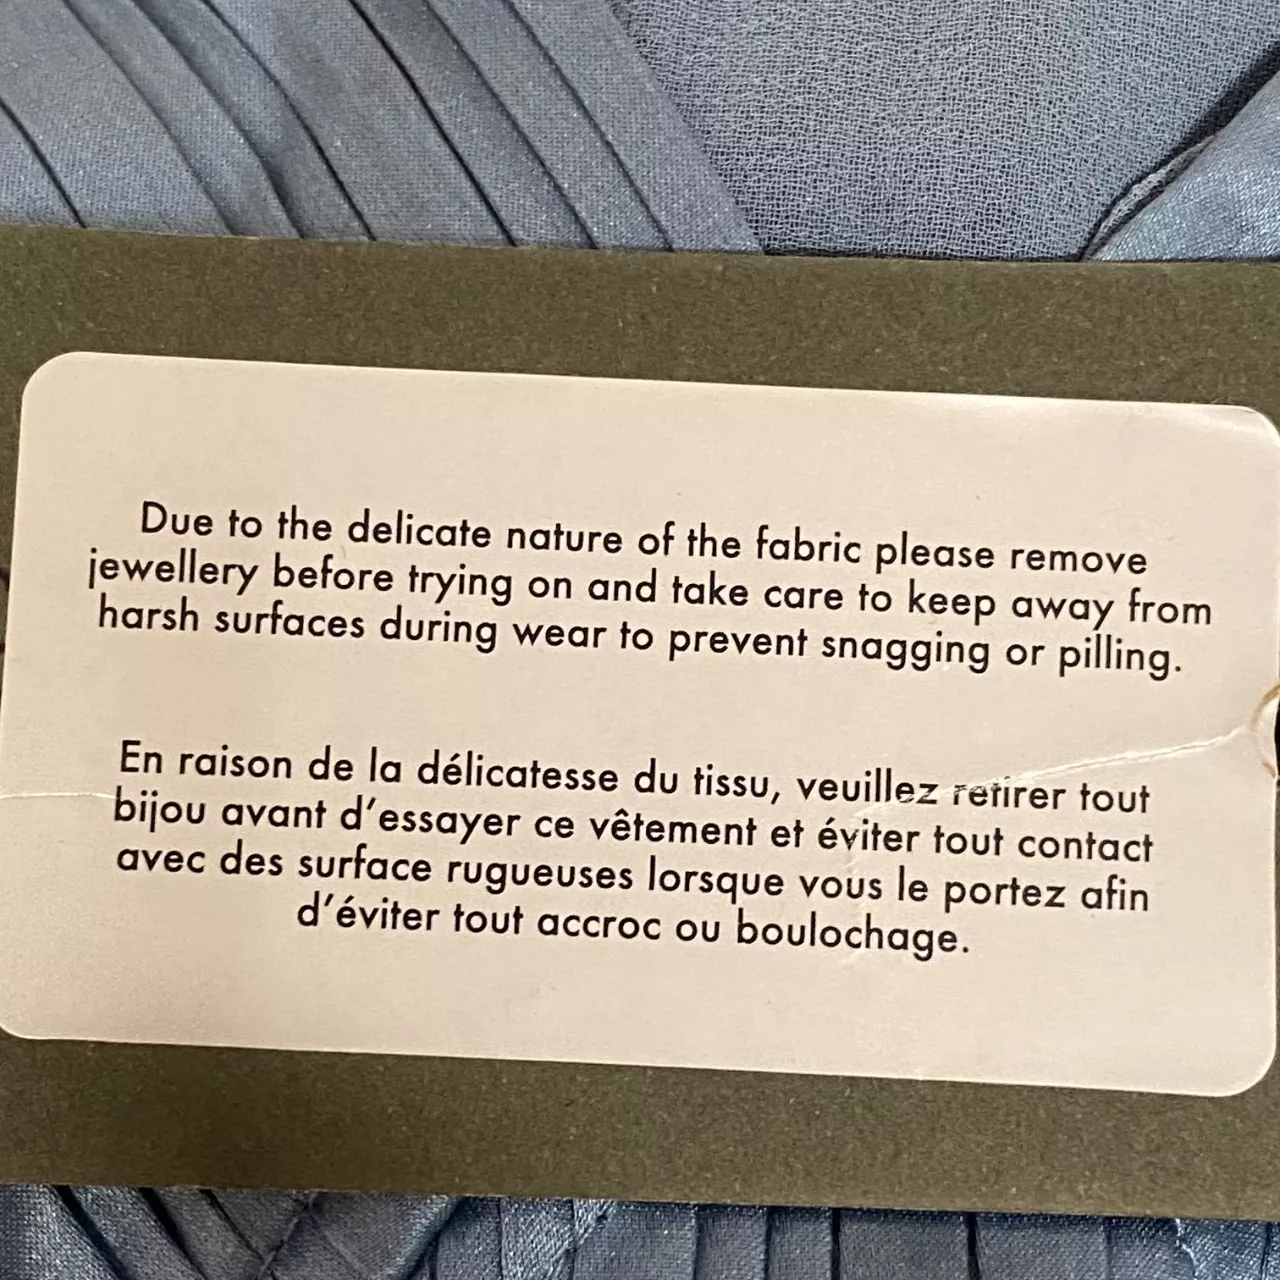 Due to the delicate nature of the fabric please remove
jewellery before trying on and take care to keep away from
harsh surfaces during wear to prevent snagging or pilling.
En raison de la délicatesse du tissu, veuillez retirer tout
bijou avant d'essayer ce vêtement et éviter tout contact
avec des surface rugueuses lorsque vous le portez afin
d'éviter tout accroc ou boulochage.